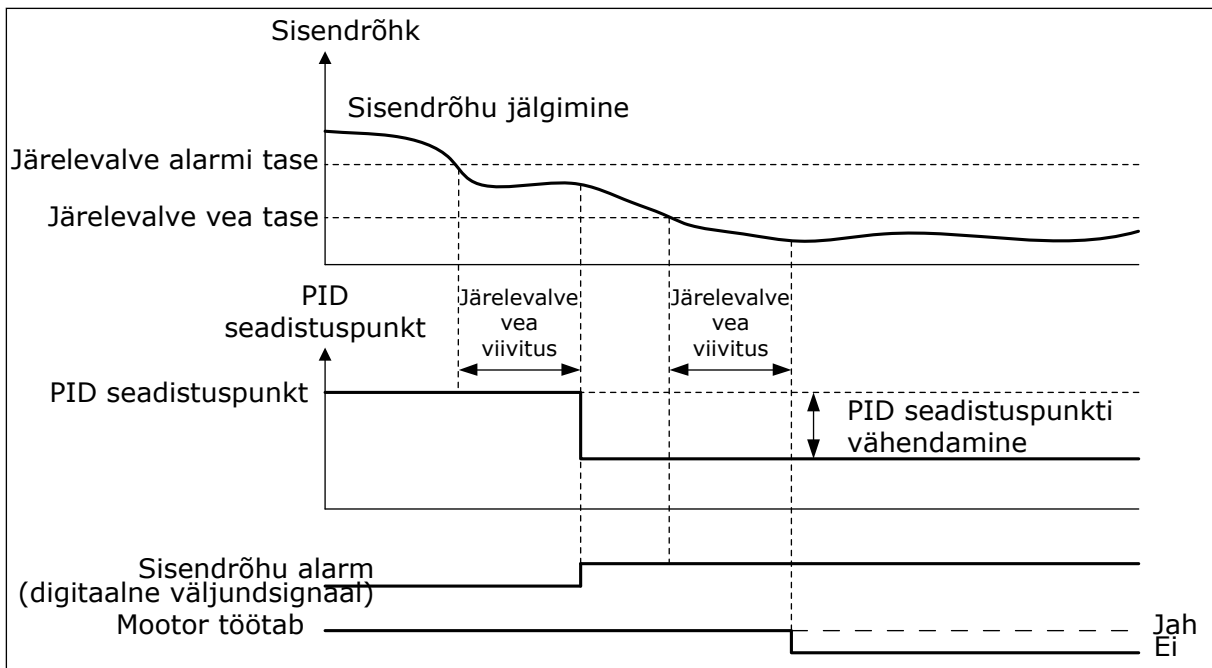 Sisendrõhk
Sisendrõhu jälgimine
Järelevalve alarmi tase
Järelevalve vea tase
PID
seadistuspunkt
Järelevalve
vea
viivitus
Järelevalve
vea
viivitus
PID seadistuspunkt
PID seadistuspunkti
vähendamine
Sisendrõhu alarm
(digitaalne väljundsignaal)
Mootor töötab
Jah
Ei